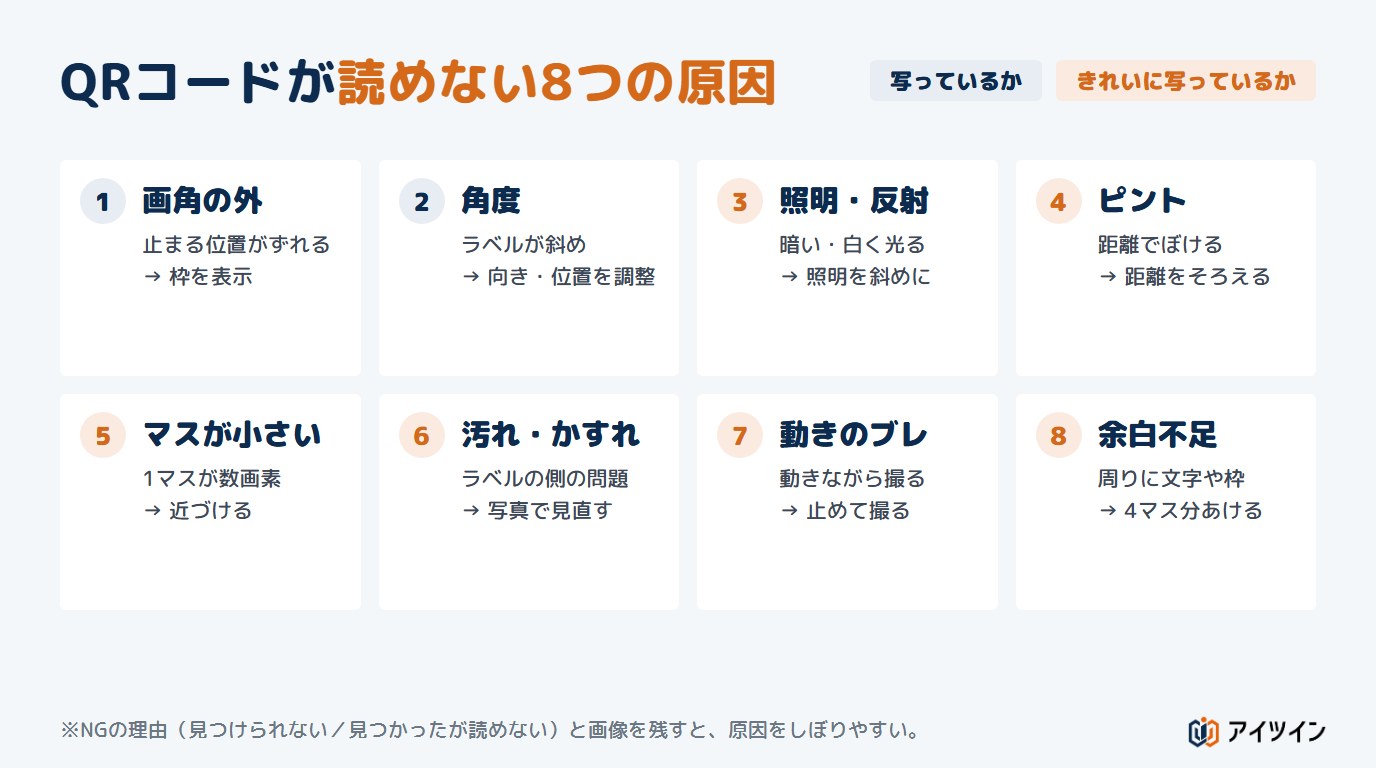 QRコードが読めない8つの原因
写っているか
きれいに写っているか
1 画角の外
止まる位置がずれる
→ 枠を表示
2 角度
ラベルが斜め
→ 向き・位置を調整
3 照明・反射
暗い・白く光る
→ 照明を斜めに
4 ピント
距離でぼける
→ 距離をそろえる
5 マスが小さい
1マスが数画素
→ 近づける
6 汚れ・かすれ
ラベルの側の問題
→ 写真で見直す
7 動きのブレ
動きながら撮る
→ 止めて撮る
8 余白不足
周りに文字や枠
→ 4マス分あける
※NGの理由（見つけられない／見つかったが読めない）と画像を残すと、原因をしぼりやすい。
アイツイン